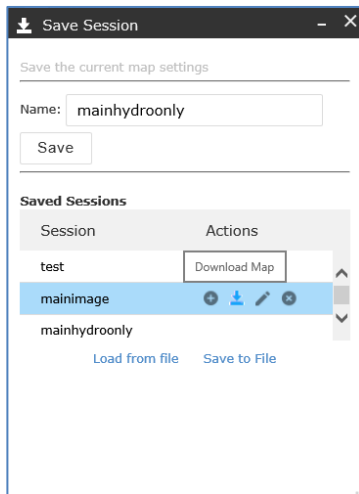 Save Session
Save the current map settings
Name: mainhydroonly
Save
Saved Sessions
Session Actions
test Download Map
mainimage
mainhydroonly
Load from file Save to File